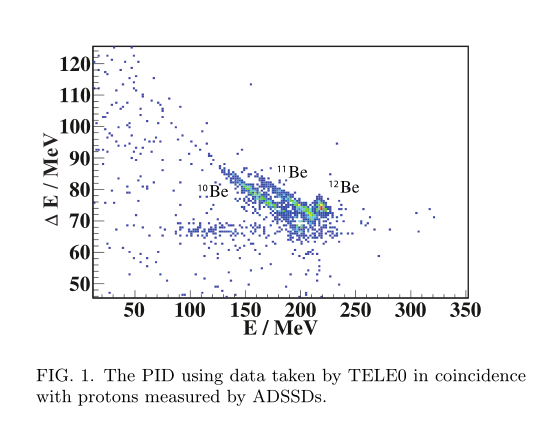 120
110
100
90
80
70
60
50
Δ E / MeV
¹⁰Be
¹¹Be
¹²Be
50 100 150 200 250 300 350
E / MeV
FIG. 1. The PID using data taken by TELE0 in coincidence
with protons measured by ADSSDs.